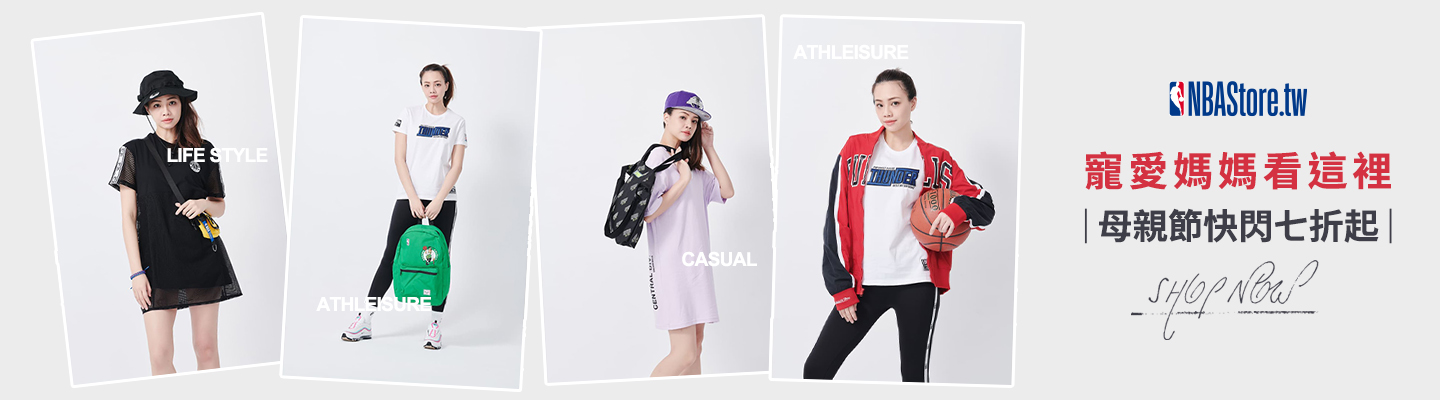 LIFE STYLE
THUNDER
ATHLEISURE
CASUAL
ATHLEISURE
THUNDER
NBAStore.tw
寵愛媽媽看這裡
|母親節快閃七折起|
SHOP NOW